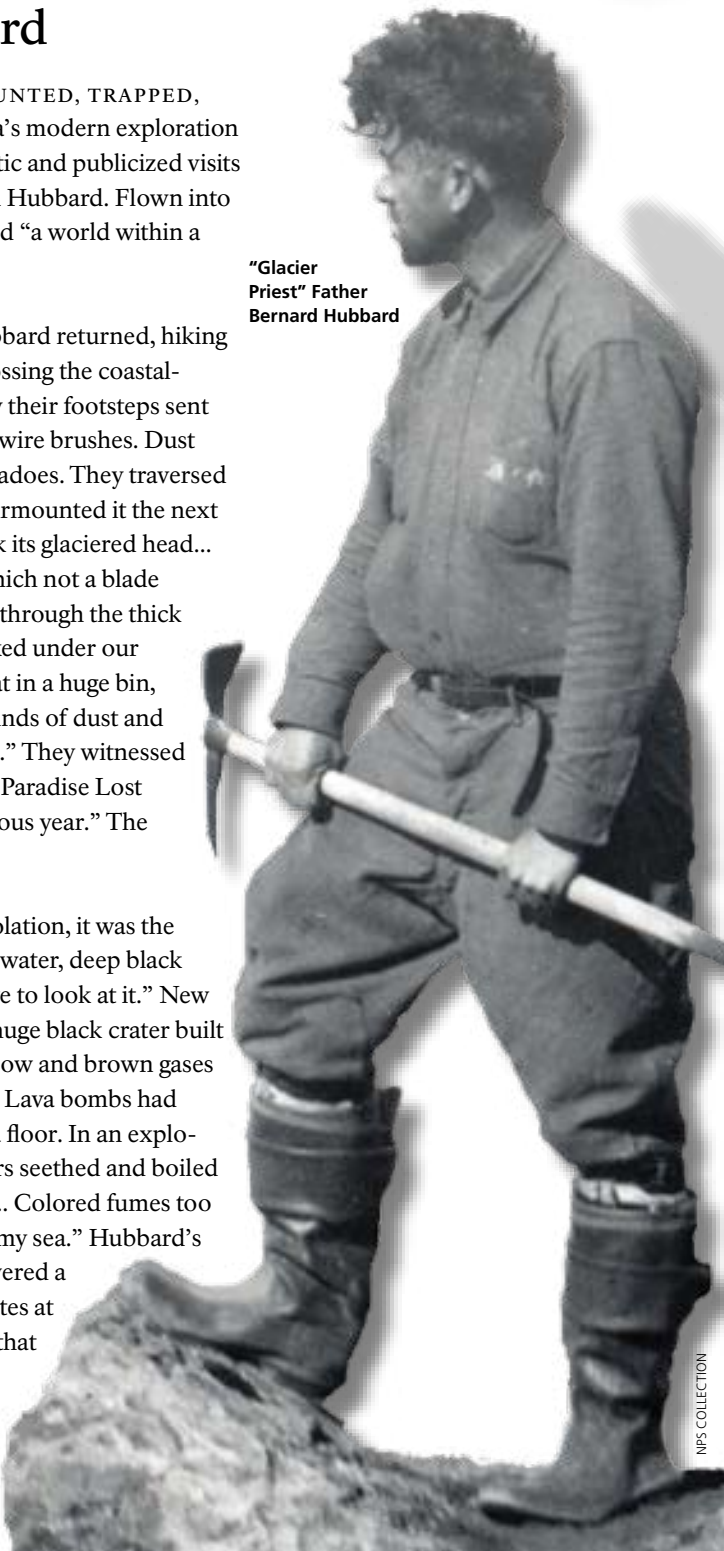 rd
UNTED, TRAPPED,
a's modern exploration
tic and publicized visits
Hubbard. Flown into
d “a world within a
“Glacier
Priest” Father
Bernard Hubbard
bbard returned, hiking
ssing the coastal-
y their footsteps sent
wire brushes. Dust
adoes. They traversed
urmounted it the next
k its glaciered head...
hich not a blade
through the thick
ked under our
at in a huge bin,
nds of dust and
.” They witnessed
Paradise Lost
ous year.” The
plation, it was the
water, deep black
e to look at it.” New
huge black crater built
ow and brown gases
Lava bombs had
floor. In an explo-
rs seethed and boiled
.. Colored fumes too
my sea.” Hubbard's
vered a
tes at
that
NPS COLLECTION